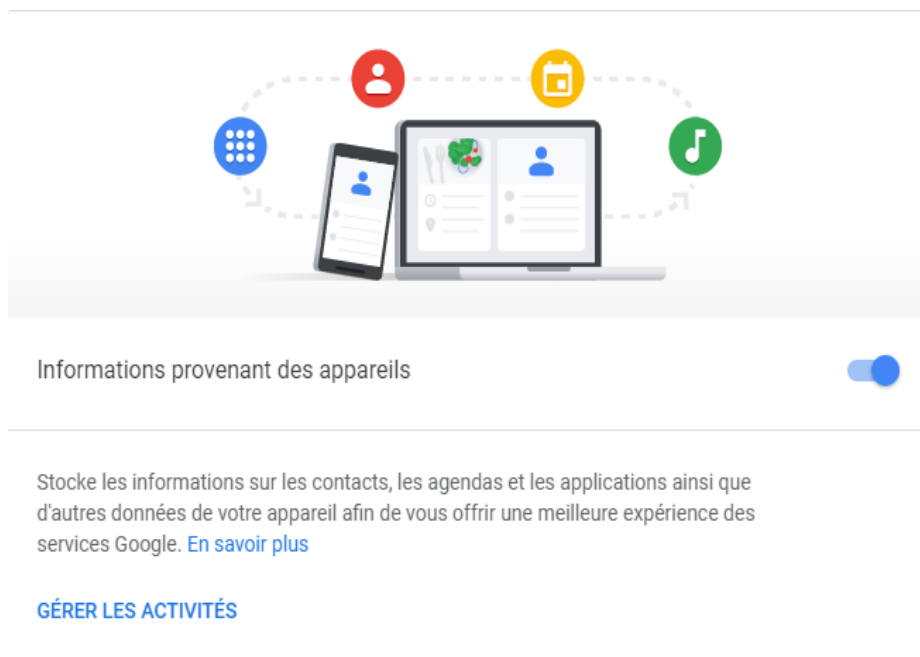 Informations provenant des appareils
Stocke les informations sur les contacts, les agendas et les applications ainsi que
d'autres données de votre appareil afin de vous offrir une meilleure expérience des
services Google. En savoir plus
GÉRER LES ACTIVITÉS